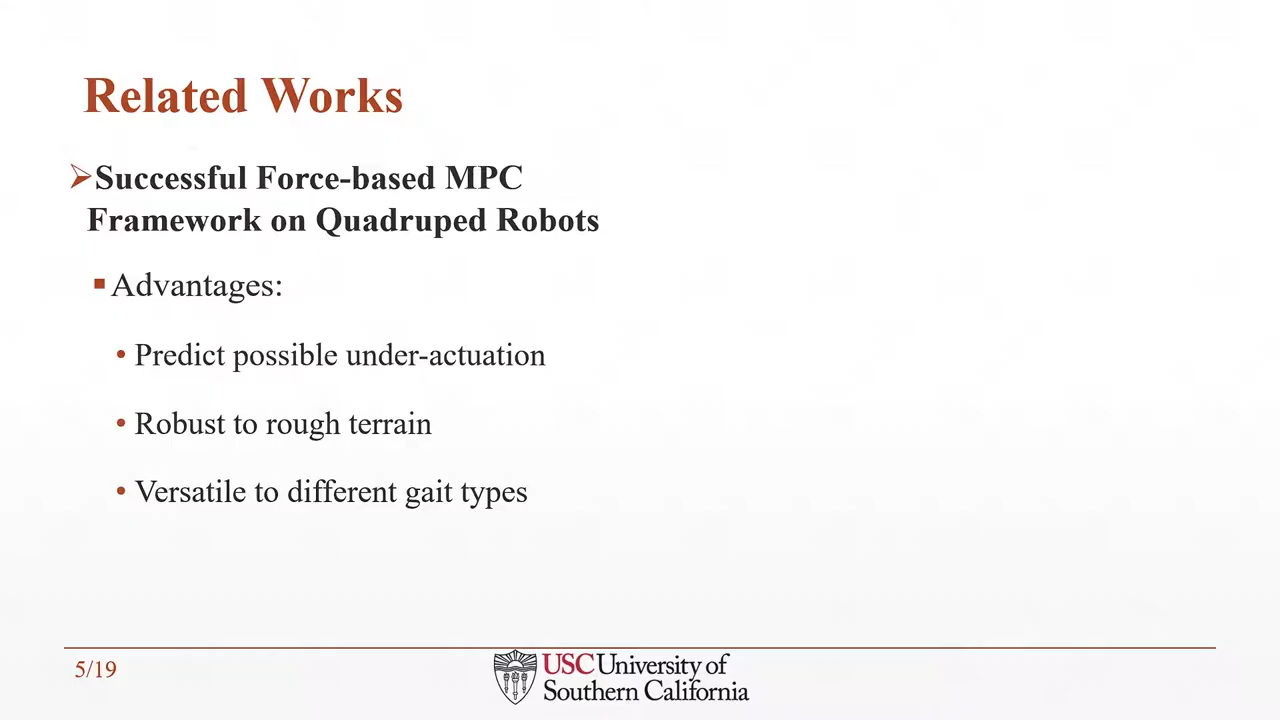 Related Works
➢Successful Force-based MPC
Framework on Quadruped Robots
▪Advantages:
• Predict possible under-actuation
• Robust to rough terrain
• Versatile to different gait types
5/19
USC University of
Southern California